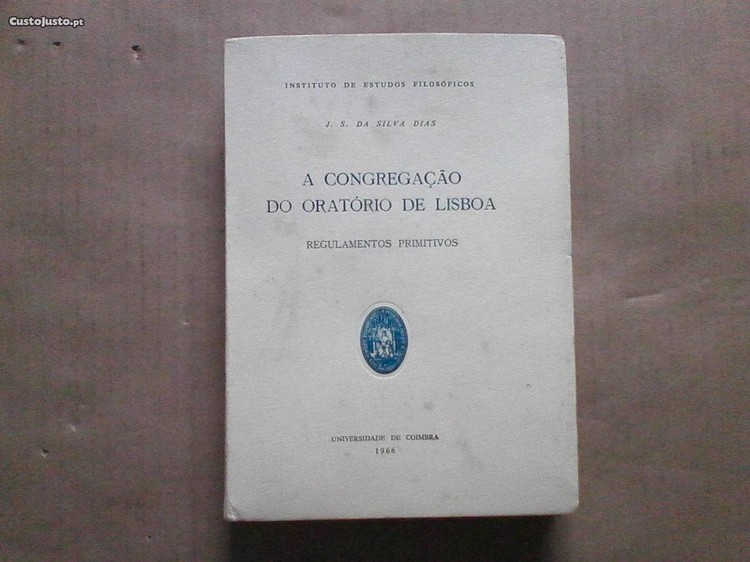 CustoJusto.pt
INSTITUTO DE ESTUDOS FILOSÓFICOS
J. S. DA SILVA DIAS
A CONGREGAÇÃO
DO ORATÓRIO DE LISBOA
REGULAMENTOS PRIMITIVOS
UNIVERSIDADE DE COIMBRA
1966